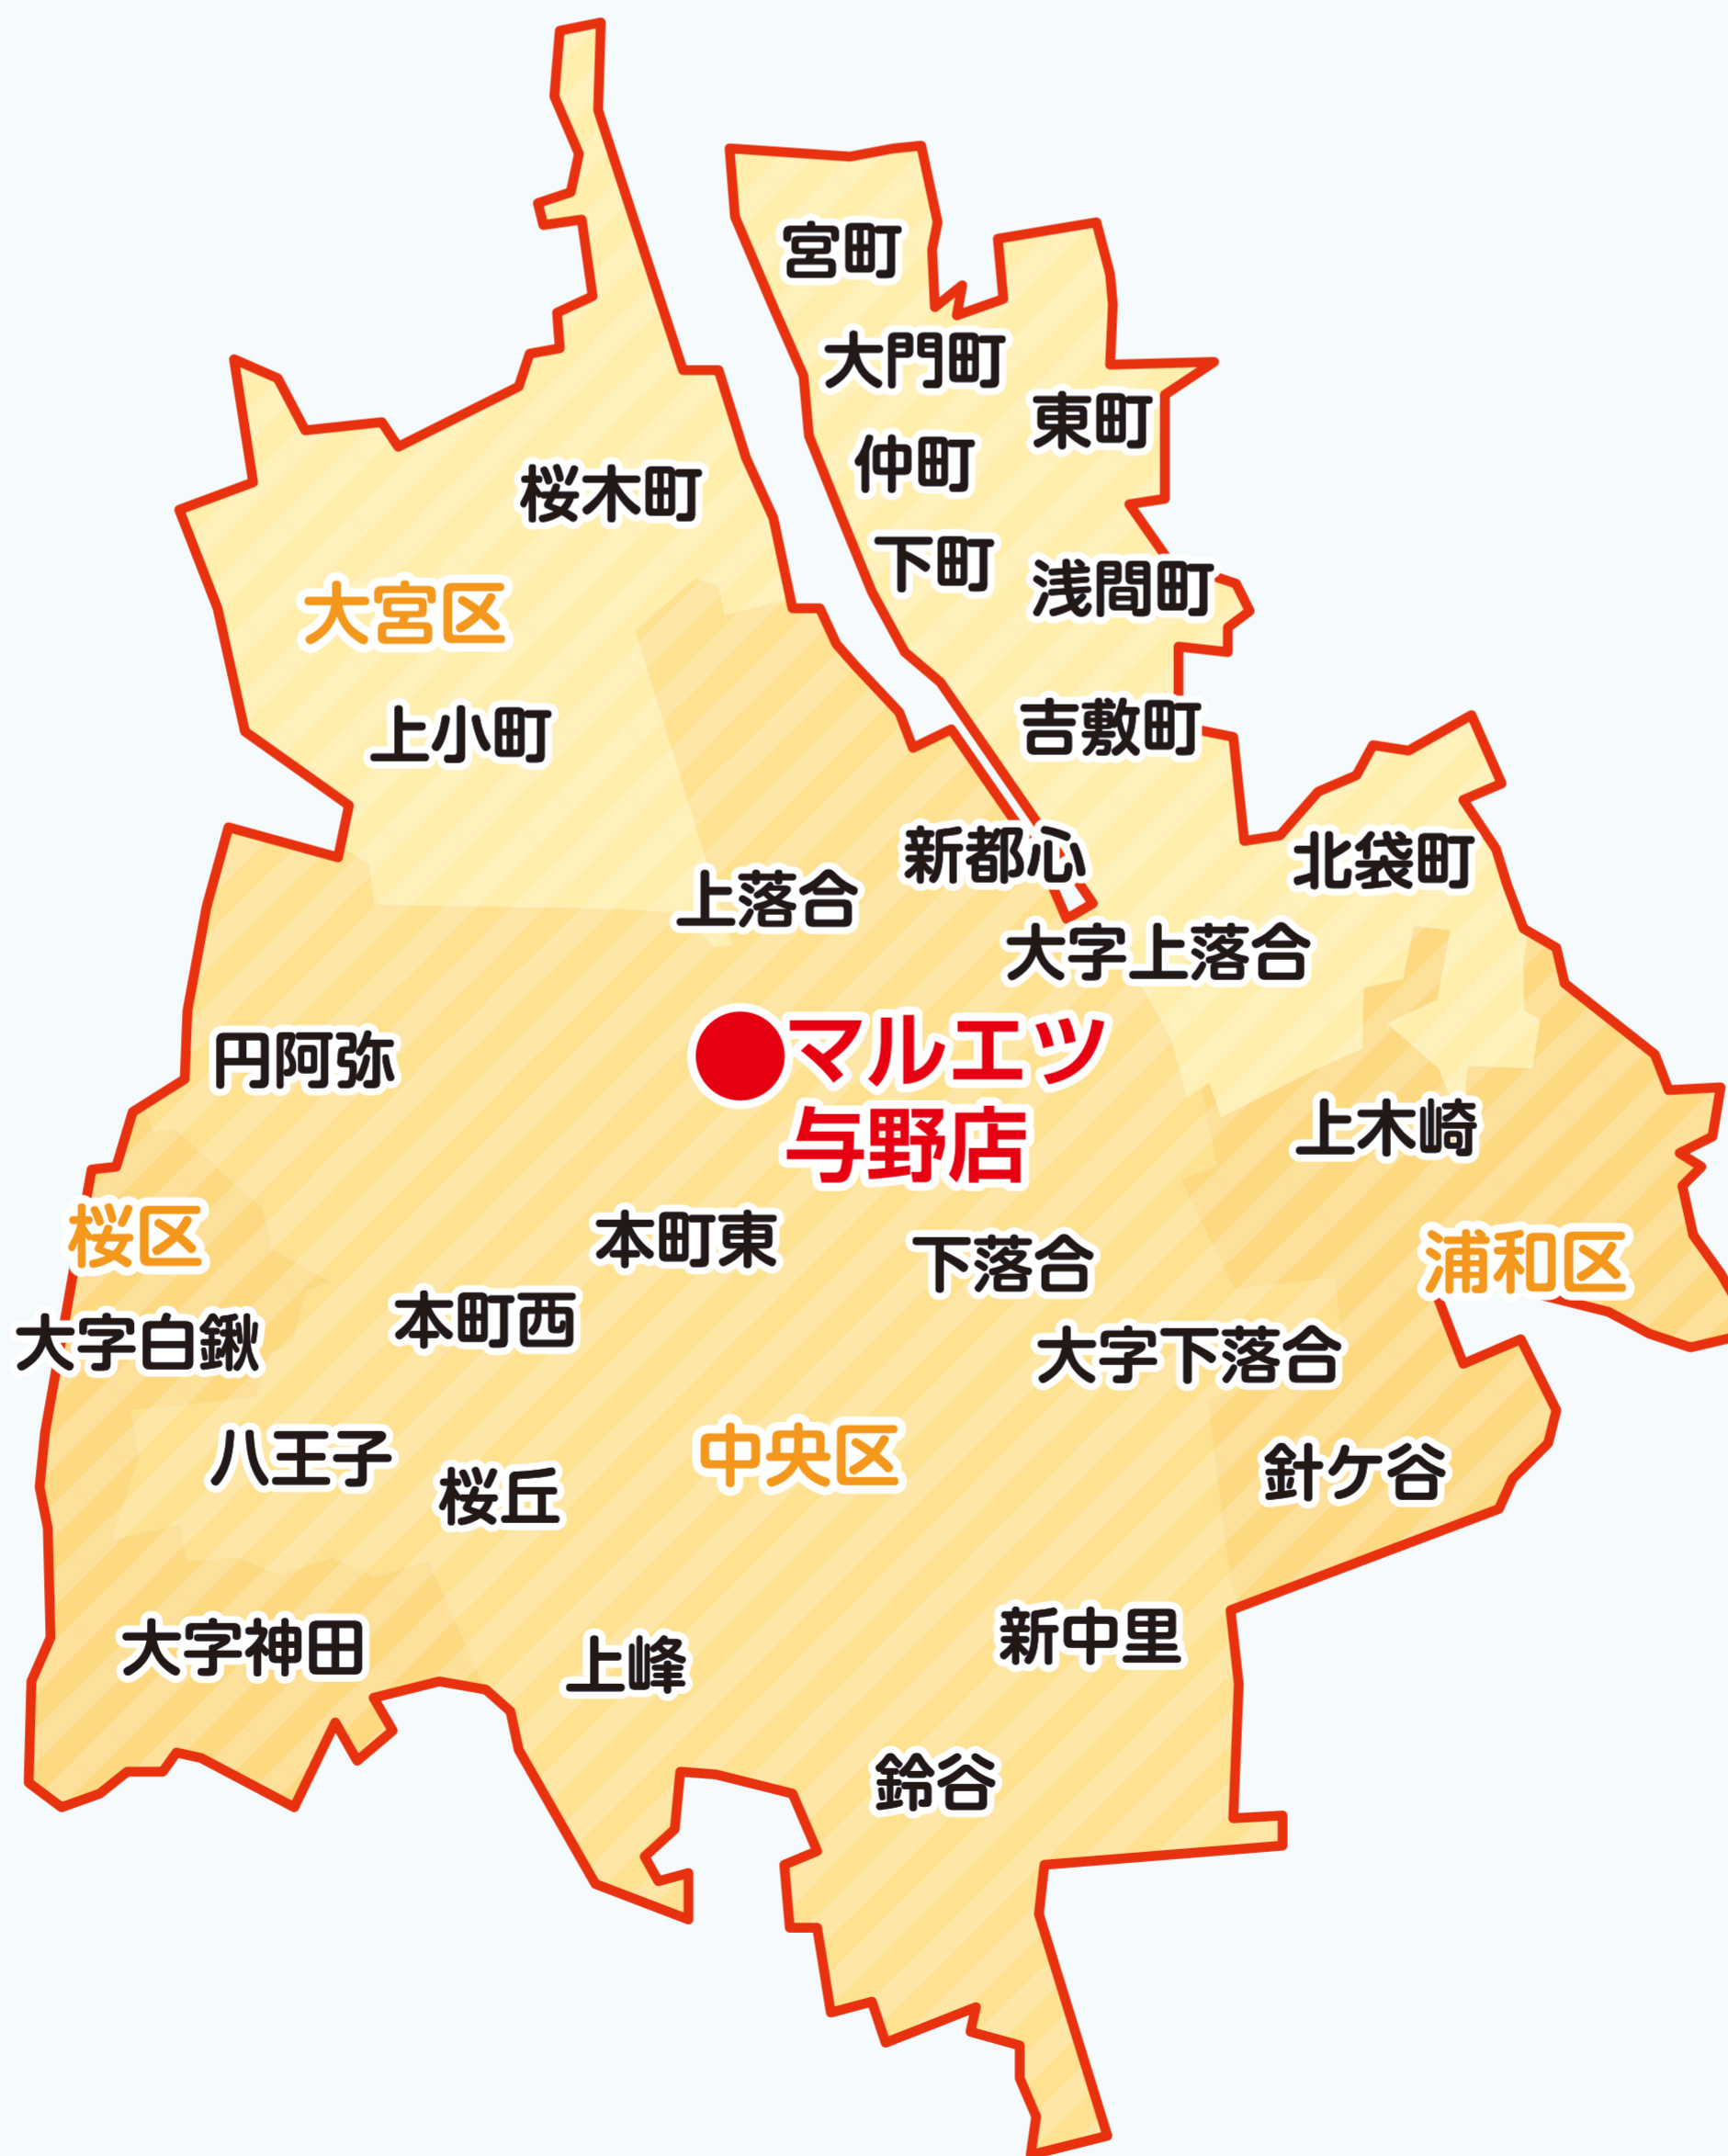 宮町
大門町
東町
仲町
桜木町
下町
浅間町
大宮区
上小町
吉敷町
新都心
北袋町
上落合
大字上落合
円阿弥
マルエツ
与野店
上木崎
桜区
本町東
下落合
浦和区
大字白鍬
本町西
大字下落合
八王子
中央区
針ケ谷
桜丘
大字神田
上峰
新中里
鈴谷